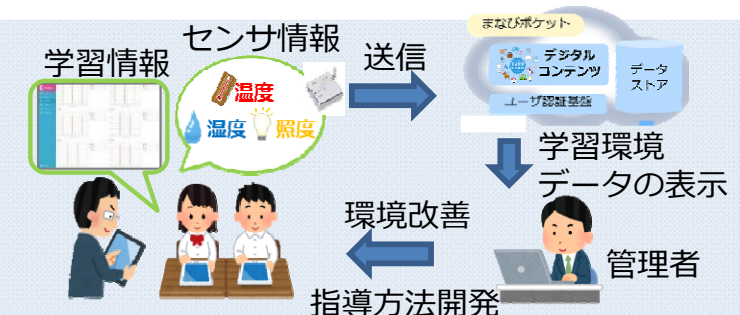 学習情報
センサ情報
温度
湿度
照度
送信
まなびポケット
デジタル
コンテンツ
データ
ストア
ユーザ認証基盤
学習環境
データの表示
管理者
環境改善
指導方法開発